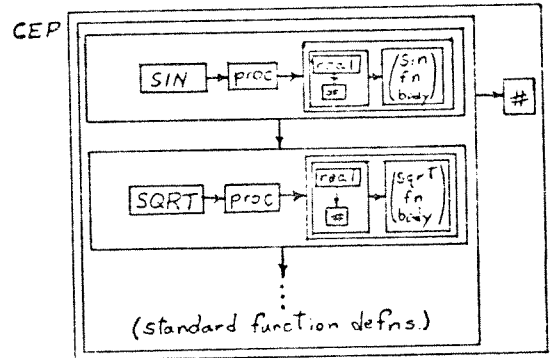 CEP
SIN proc real # (Sin fn body) #
SQRT proc real # (Sqrt fn body)
(standard function defns.)